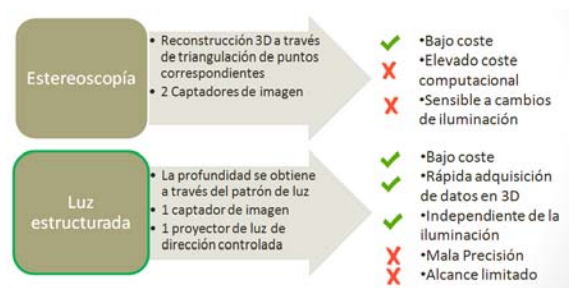 Estereoscopía
• Reconstrucción 3D a través
de triangulación de puntos
correspondientes
• 2 Captadores de imagen
•Bajo coste
•Elevado coste
computacional
•Sensible a cambios
de iluminación
Luz
estructurada
• La profundidad se obtiene
a través del patrón de luz
• 1 captador de imagen
• 1 proyector de luz de
dirección controlada
•Bajo coste
•Rápida adquisición
de datos en 3D
•Independiente de la
iluminación
•Mala Precisión
•Alcance limitado